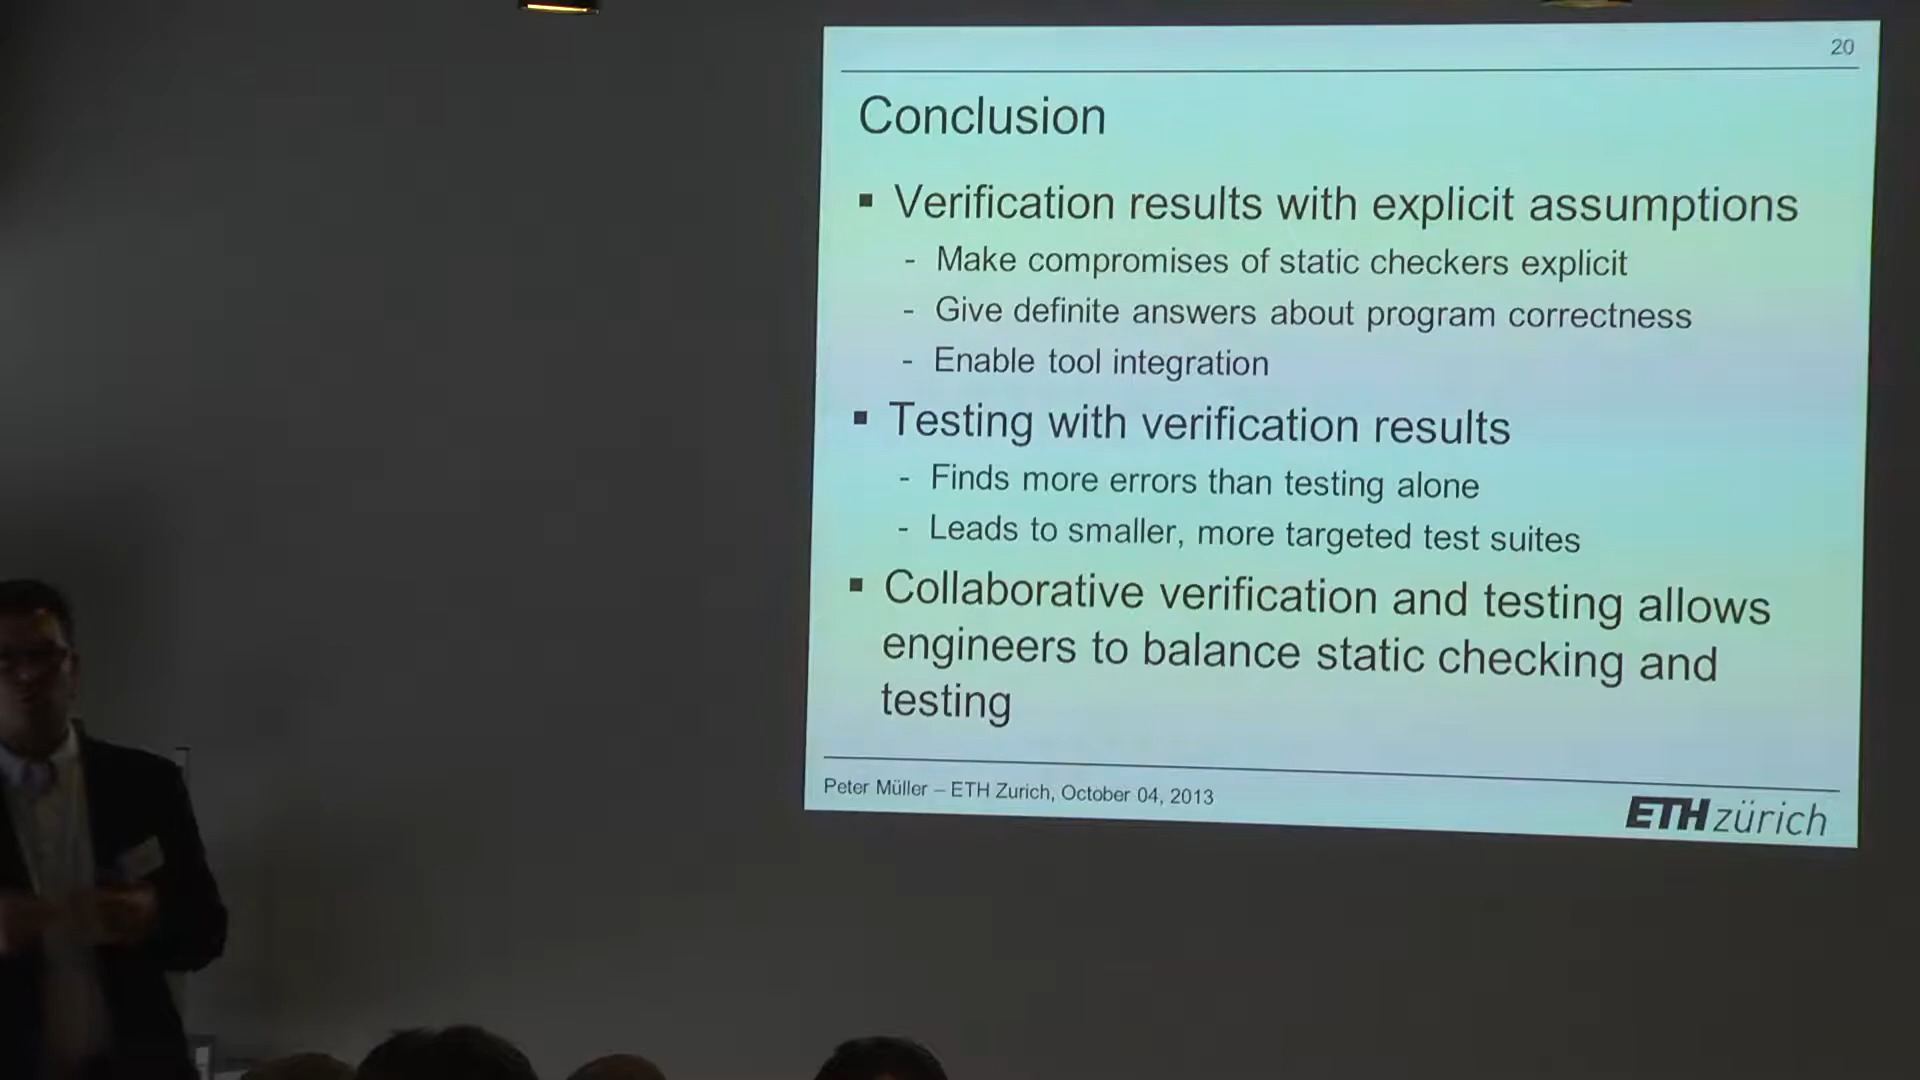 20
Conclusion
▪ Verification results with explicit assumptions
- Make compromises of static checkers explicit
- Give definite answers about program correctness
- Enable tool integration
▪ Testing with verification results
- Finds more errors than testing alone
- Leads to smaller, more targeted test suites
▪ Collaborative verification and testing allows
engineers to balance static checking and
testing
Peter Müller – ETH Zurich, October 04, 2013
ETH zürich